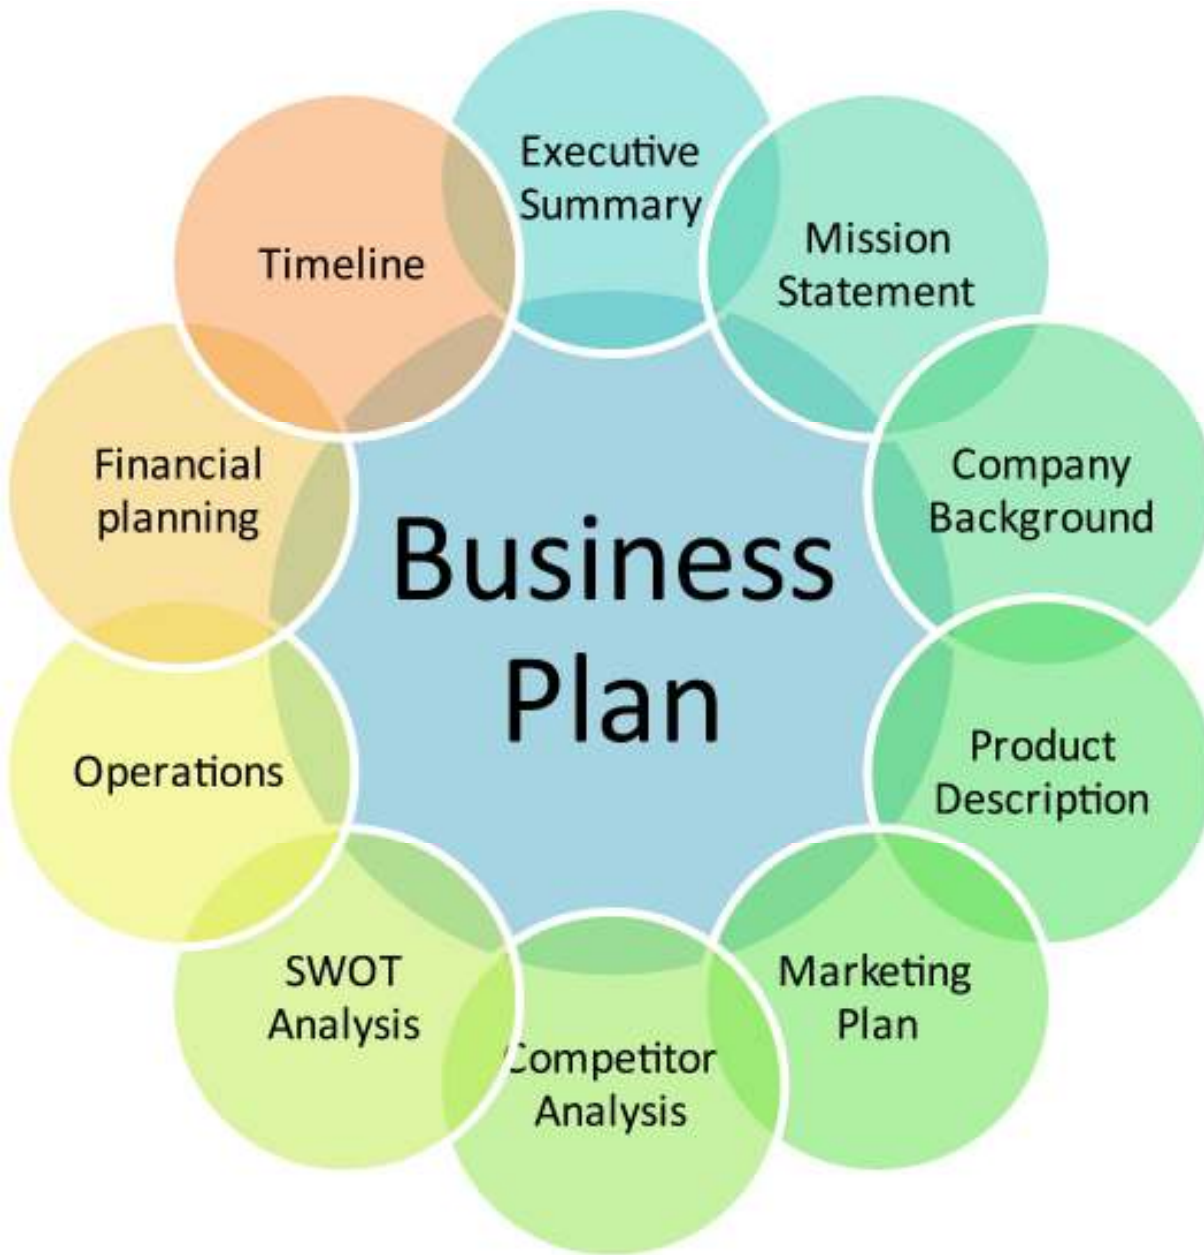 Executive
Summary
Mission
Statement
Company
Background
Product
Description
Marketing
Plan
Competitor
Analysis
SWOT
Analysis
Operations
Financial
planning
Timeline
Business
Plan